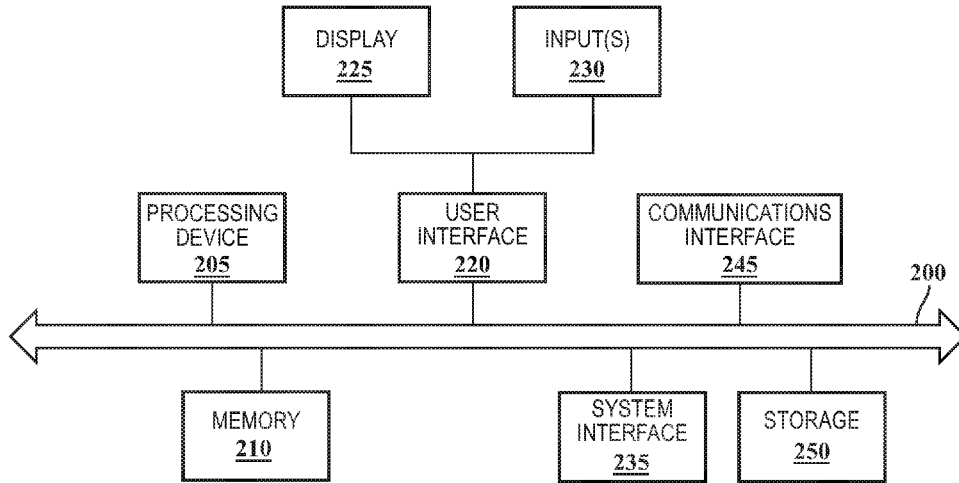 DISPLAY
225
INPUT(S)
230
PROCESSING
DEVICE
205
USER
INTERFACE
220
COMMUNICATIONS
INTERFACE
245
200
MEMORY
210
SYSTEM
INTERFACE
235
STORAGE
250